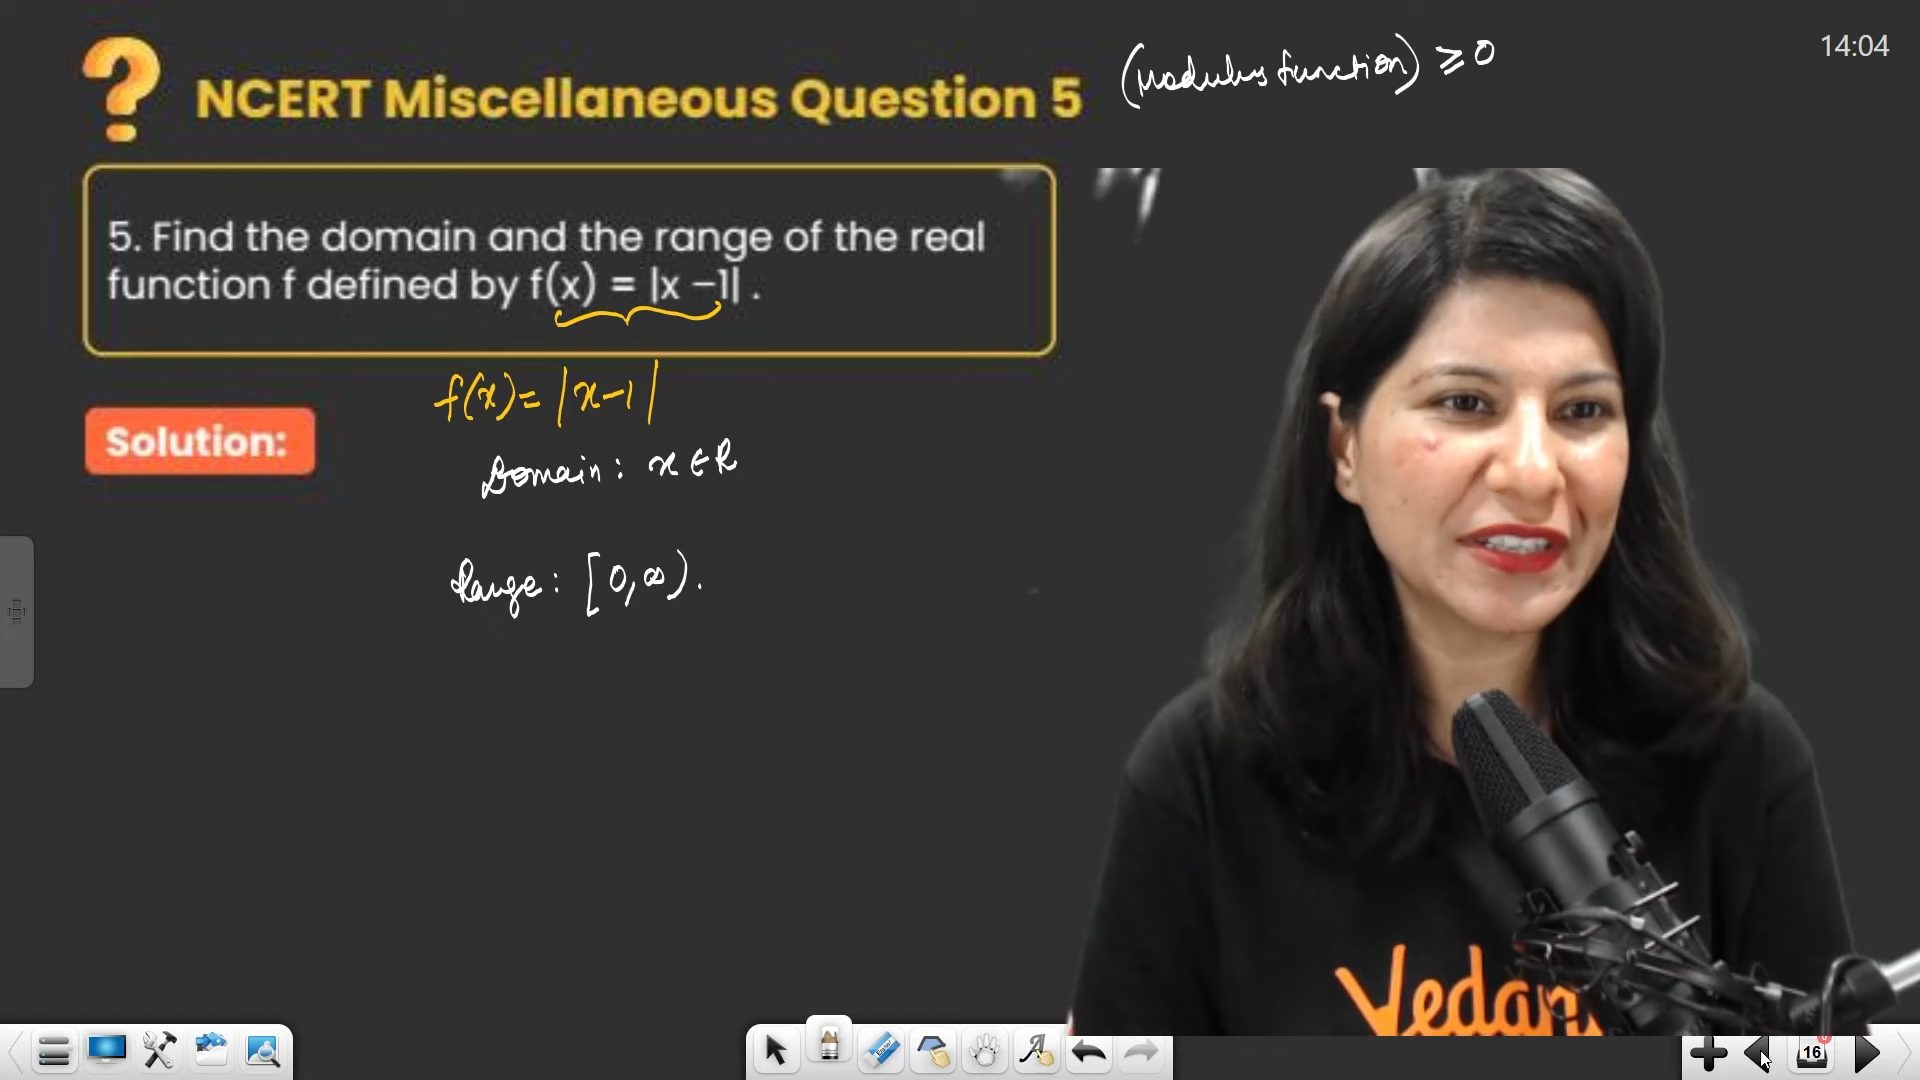 14:04
NCERT Miscellaneous Question 5 (Modulus function) ≥ 0
5. Find the domain and the range of the real
function f defined by f(x) = |x –1| .
f(x) = |x-1|
Solution:
Domain: x ∈ R
Range: [0, ∞).
Vedan
Eraser
A
16